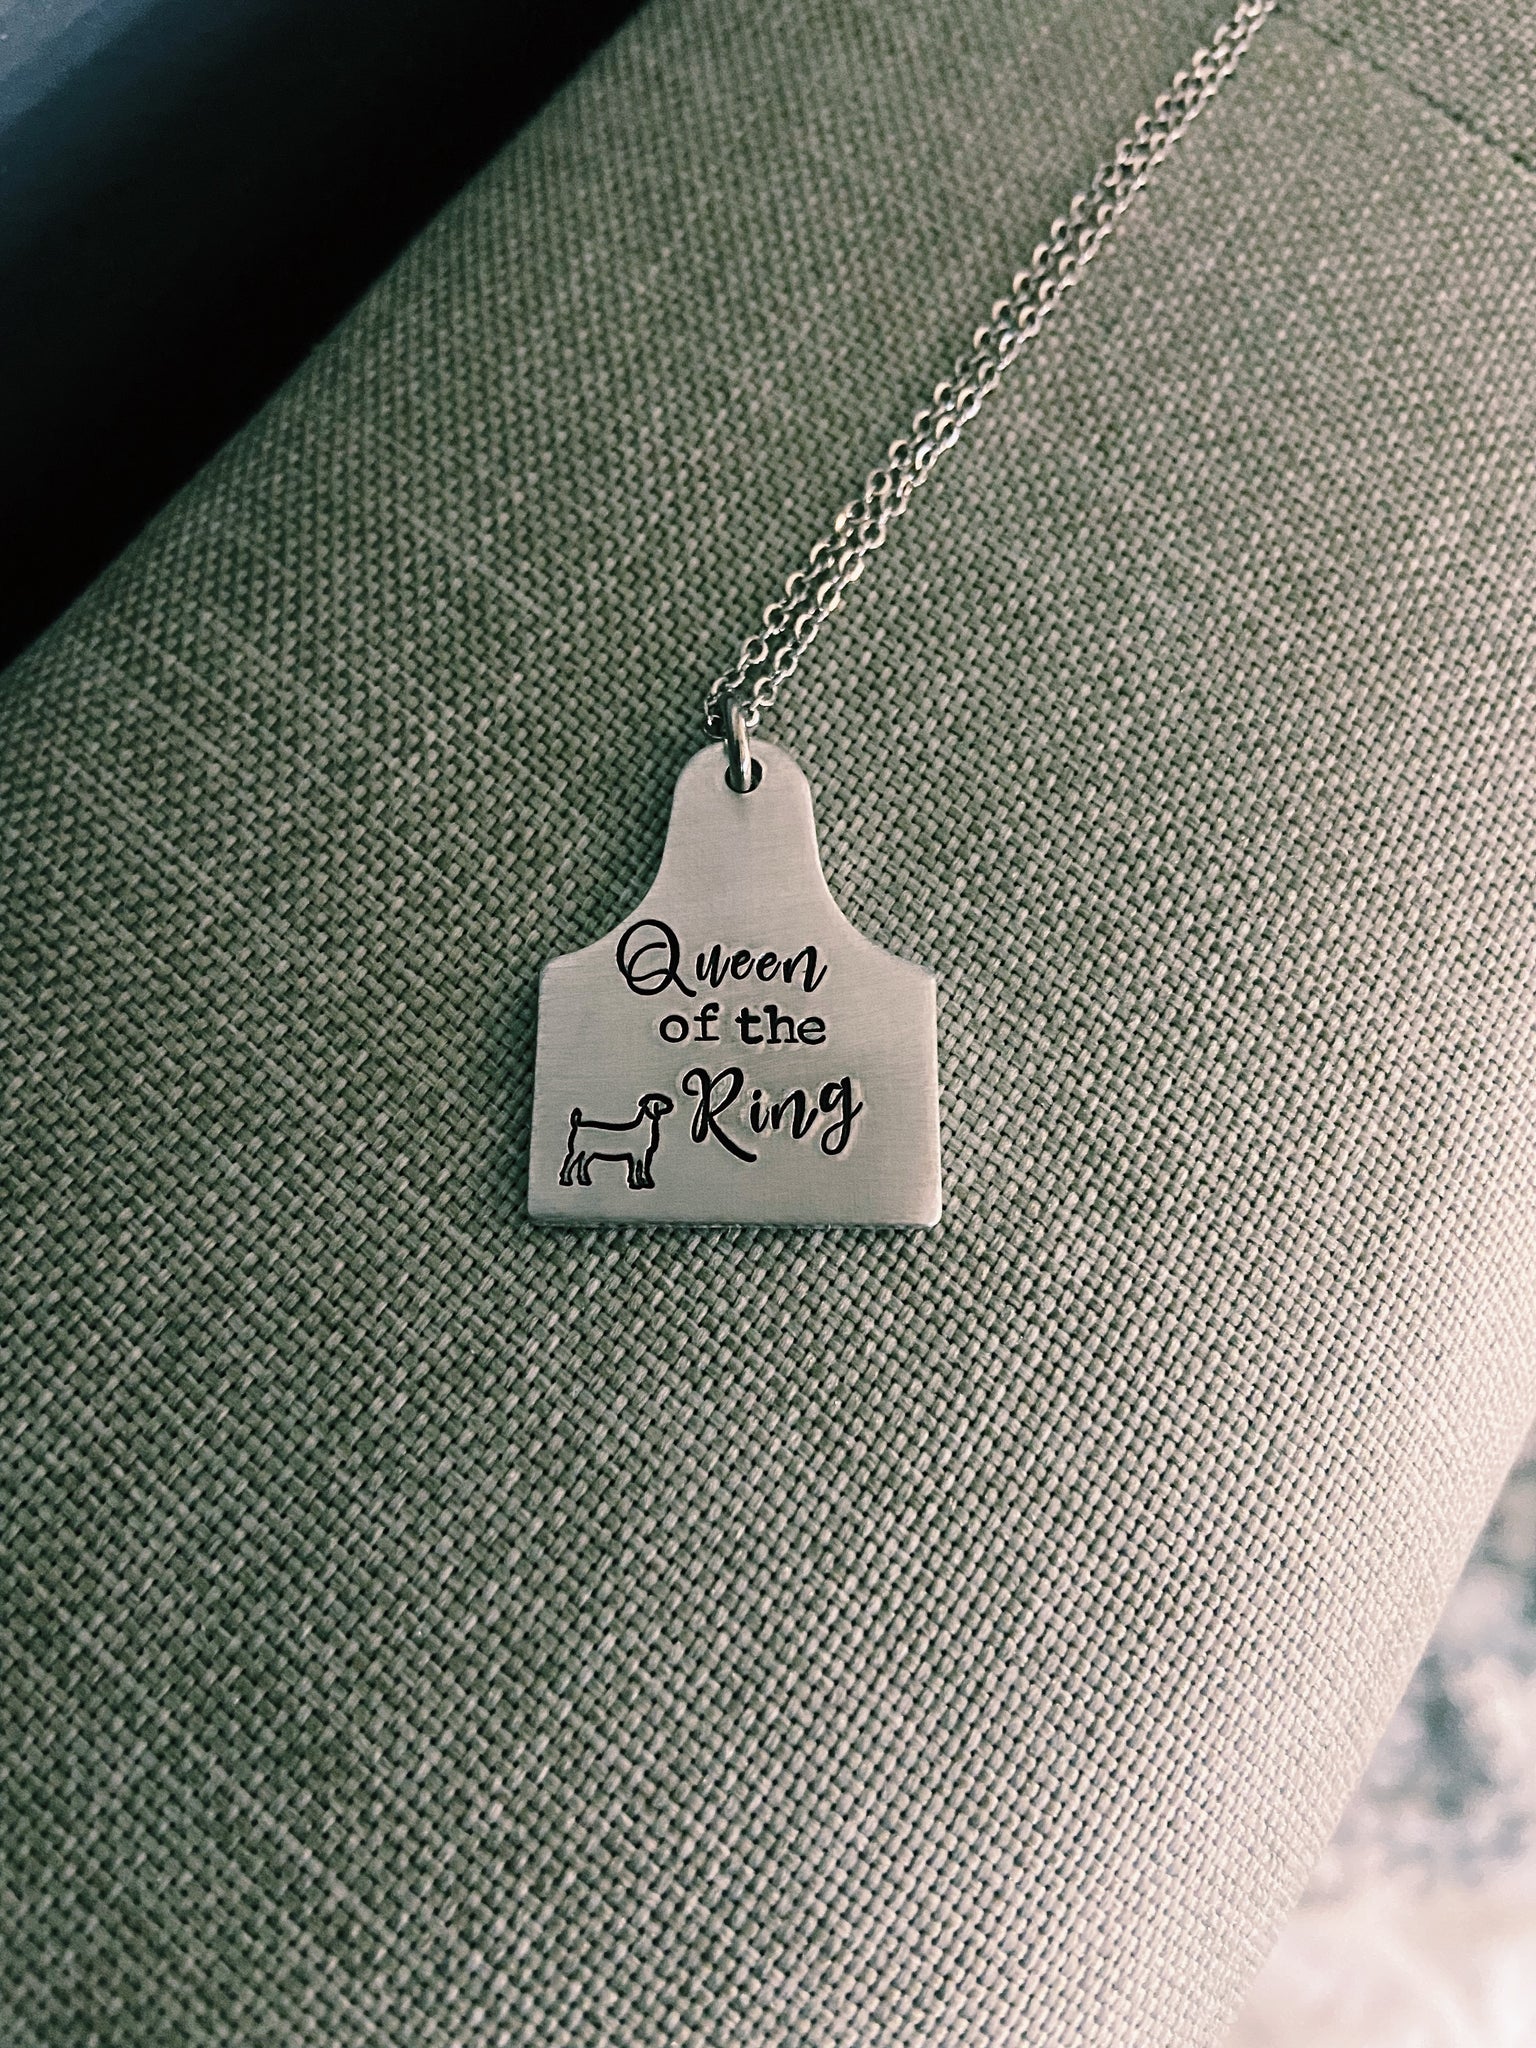 Queen
of the
Ring